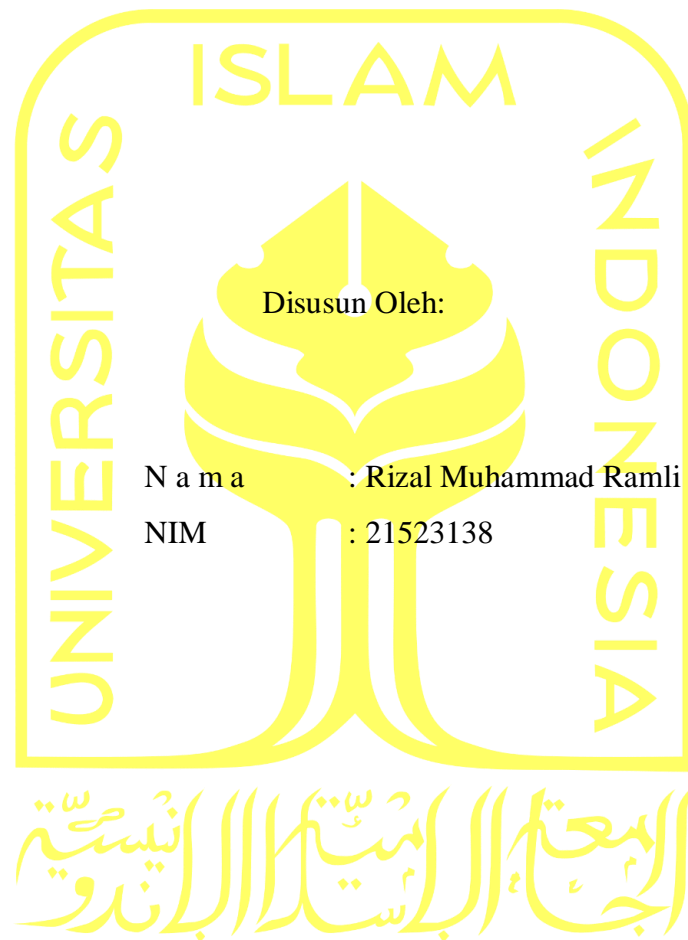 ISLAM
UNIVERSITAS
INDONESIA
Disusun Oleh:
N a m a : Rizal Muhammad Ramli
NIM : 21523138
الجامعة الإسلامية الإندونيسية